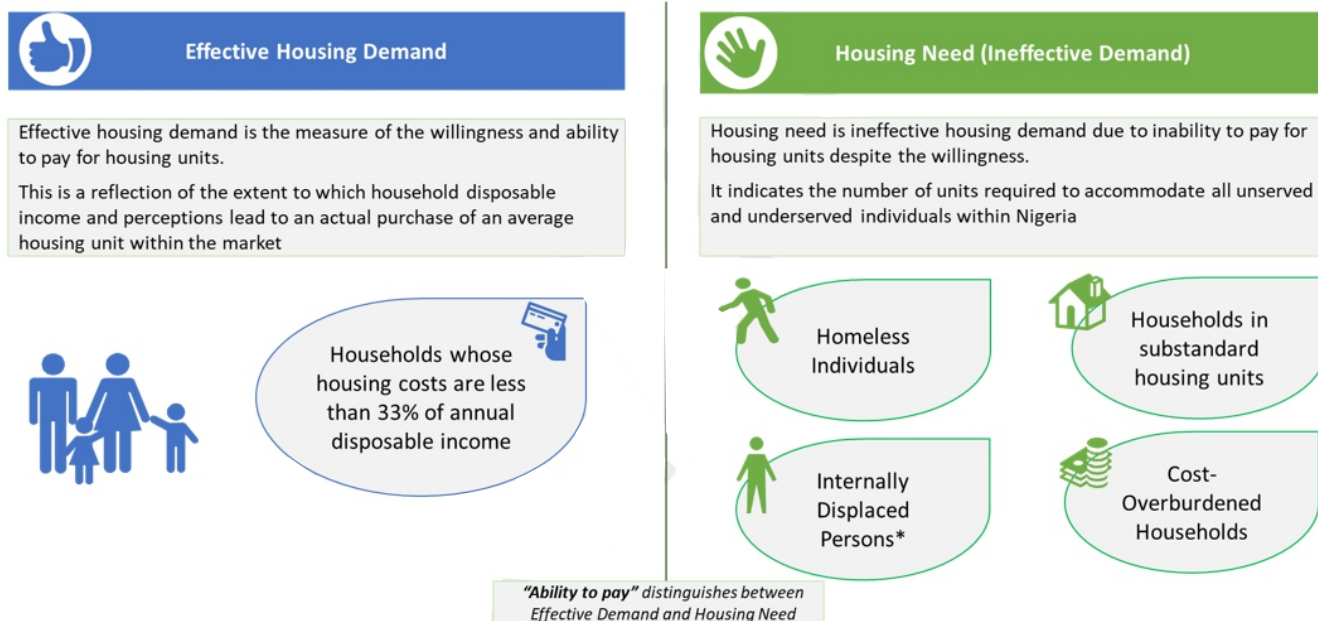 Effective Housing Demand
Effective housing demand is the measure of the willingness and ability
to pay for housing units.
This is a reflection of the extent to which household disposable
income and perceptions lead to an actual purchase of an average
housing unit within the market
Households whose
housing costs are less
than 33% of annual
disposable income
Housing Need (Ineffective Demand)
Housing need is ineffective housing demand due to inability to pay for
housing units despite the willingness.
It indicates the number of units required to accommodate all unserved
and underserved individuals within Nigeria
Homeless
Individuals
Households in
substandard
housing units
Internally
Displaced
Persons*
Cost-
Overburdened
Households
“Ability to pay” distinguishes between
Effective Demand and Housing Need